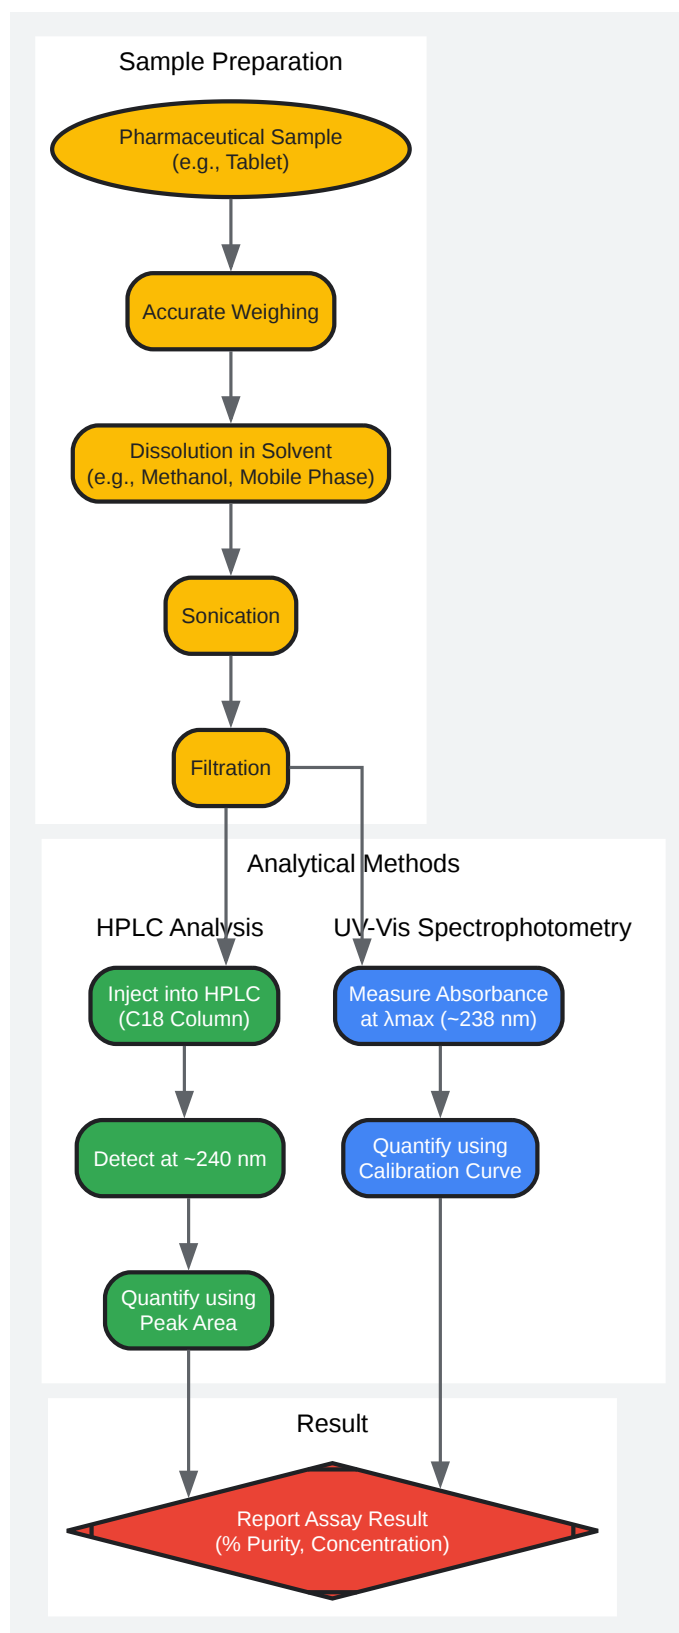 Sample Preparation
Pharmaceutical Sample
(e.g., Tablet)
Accurate Weighing
Dissolution in Solvent
(e.g., Methanol, Mobile Phase)
Sonication
Filtration
Analytical Methods
HPLC Analysis
Inject into HPLC
(C18 Column)
Detect at ~240 nm
Quantify using
Peak Area
UV-Vis Spectrophotometry
Measure Absorbance
at λmax (~238 nm)
Quantify using
Calibration Curve
Result
Report Assay Result
(% Purity, Concentration)